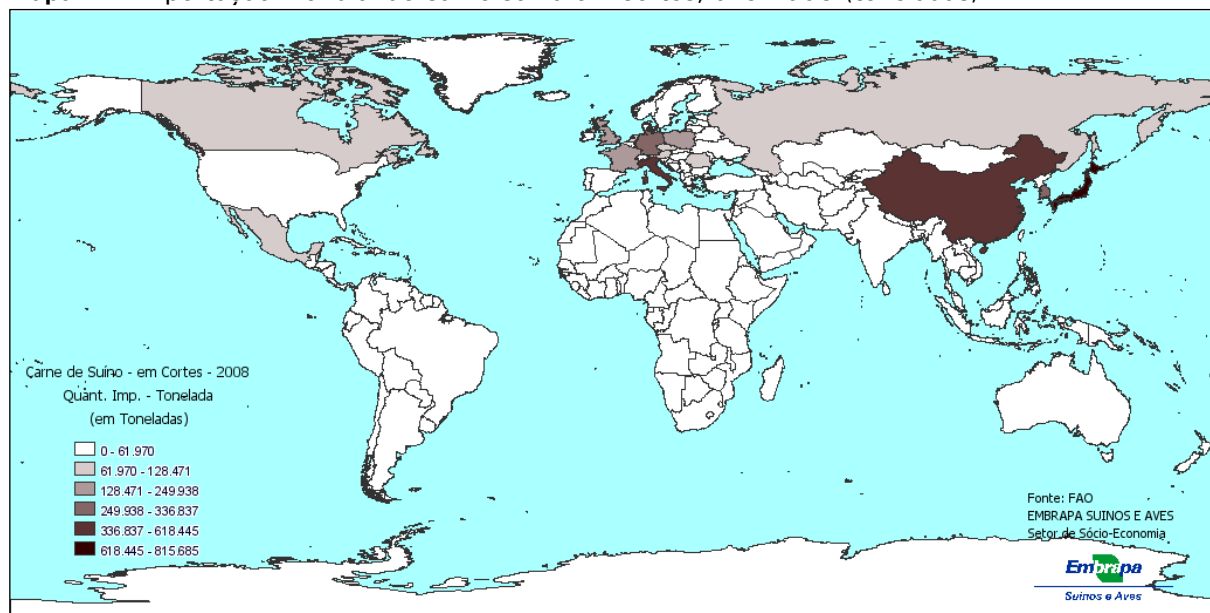 Carne de Suíno - em Cortes - 2008
Quant. Imp. - Tonelada
(em Toneladas)
0 - 61.970
61.970 - 128.471
128.471 - 249.938
249.938 - 336.837
336.837 - 618.445
618.445 - 815.685
Fonte: FAO
EMBRAPA SUINOS E AVES
Setor de Sócio-Economia
Embrapa
Suínos e Aves